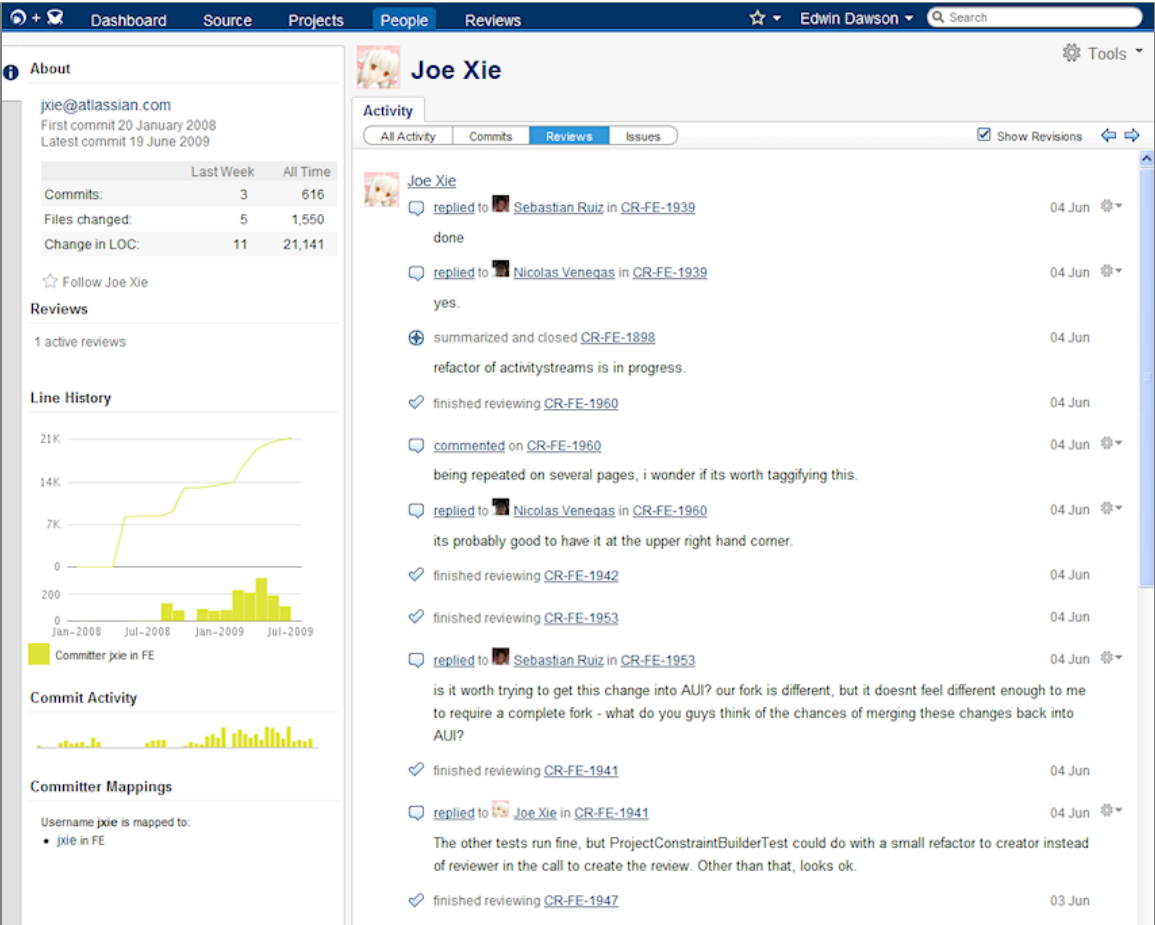 Dashboard Source Projects People Reviews Edwin Dawson Search
About
jxie@atlassian.com
First commit 20 January 2008
Latest commit 19 June 2009
Last Week All Time
Commits: 3 616
Files changed: 5 1,550
Change in LOC: 11 21,141
Follow Joe Xie
Reviews
1 active reviews
Line History
21K
14K
7K
0
200
0
Jan-2008 Jul-2008 Jan-2009 Jul-2009
Committer jxie in FE
Commit Activity
Committer Mappings
Username jxie is mapped to:
• jxie in FE
Joe Xie
Tools
Activity
All Activity Commits Reviews Issues Show Revisions
Joe Xie
replied to Sebastian Ruiz in CR-FE-1939 04 Jun
done
replied to Nicolas Venegas in CR-FE-1939 04 Jun
yes.
summarized and closed CR-FE-1898 04 Jun
refactor of activitystreams is in progress.
finished reviewing CR-FE-1960 04 Jun
commented on CR-FE-1960 04 Jun
being repeated on several pages, i wonder if its worth taggifying this.
replied to Nicolas Venegas in CR-FE-1960 04 Jun
its probably good to have it at the upper right hand corner.
finished reviewing CR-FE-1942 04 Jun
finished reviewing CR-FE-1953 04 Jun
replied to Sebastian Ruiz in CR-FE-1953 04 Jun
is it worth trying to get this change into AUI? our fork is different, but it doesnt feel different enough to me
to require a complete fork - what do you guys think of the chances of merging these changes back into
AUI?
finished reviewing CR-FE-1941 04 Jun
replied to Joe Xie in CR-FE-1941 04 Jun
The other tests run fine, but ProjectConstraintBuilderTest could do with a small refactor to creator instead
of reviewer in the call to create the review. Other than that, looks ok.
finished reviewing CR-FE-1947 03 Jun